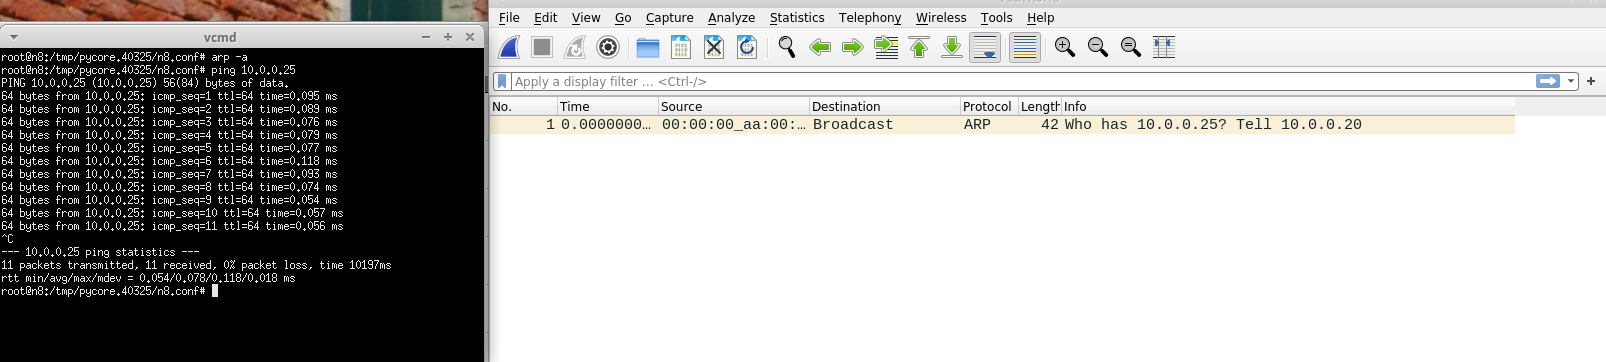 vcmd
root@n8:/tmp/pycore.40325/n8.conf# arp -a
root@n8:/tmp/pycore.40325/n8.conf# ping 10.0.0.25
PING 10.0.0.25 (10.0.0.25) 56(84) bytes of data.
64 bytes from 10.0.0.25: icmp_seq=1 ttl=64 time=0.095 ms
64 bytes from 10.0.0.25: icmp_seq=2 ttl=64 time=0.089 ms
64 bytes from 10.0.0.25: icmp_seq=3 ttl=64 time=0.076 ms
64 bytes from 10.0.0.25: icmp_seq=4 ttl=64 time=0.079 ms
64 bytes from 10.0.0.25: icmp_seq=5 ttl=64 time=0.077 ms
64 bytes from 10.0.0.25: icmp_seq=6 ttl=64 time=0.118 ms
64 bytes from 10.0.0.25: icmp_seq=7 ttl=64 time=0.093 ms
64 bytes from 10.0.0.25: icmp_seq=8 ttl=64 time=0.074 ms
64 bytes from 10.0.0.25: icmp_seq=9 ttl=64 time=0.054 ms
64 bytes from 10.0.0.25: icmp_seq=10 ttl=64 time=0.057 ms
64 bytes from 10.0.0.25: icmp_seq=11 ttl=64 time=0.056 ms
^C
--- 10.0.0.25 ping statistics ---
11 packets transmitted, 11 received, 0% packet loss, time 10197ms
rtt min/avg/max/mdev = 0.054/0.078/0.118/0.018 ms
root@n8:/tmp/pycore.40325/n8.conf#
File Edit View Go Capture Analyze Statistics Telephony Wireless Tools Help
Apply a display filter ... <Ctrl-/>
No. Time Source Destination Protocol Length Info
1 0.0000000… 00:00:00_aa:00:… Broadcast ARP 42 Who has 10.0.0.25? Tell 10.0.0.20